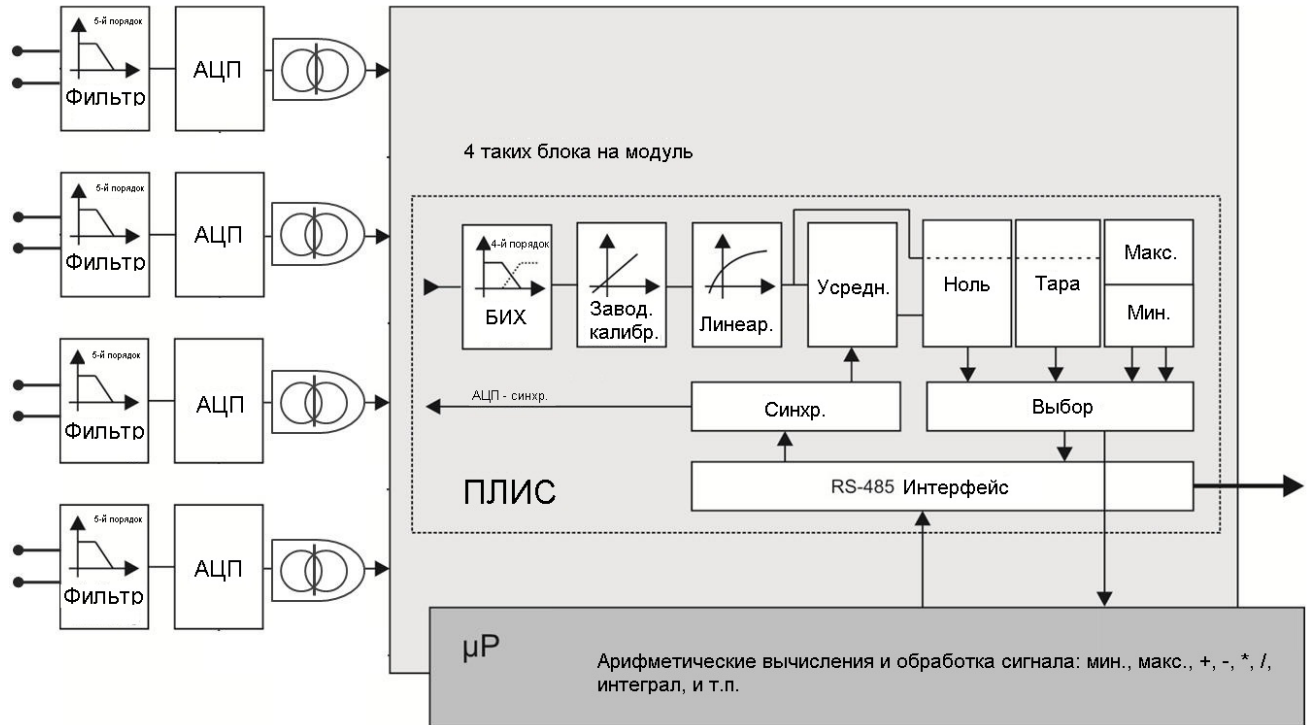 5-й порядок
Фильтр
АЦП
5-й порядок
Фильтр
АЦП
5-й порядок
Фильтр
АЦП
5-й порядок
Фильтр
АЦП
4 таких блока на модуль
4-й порядок
БИХ
Завод.
калибр.
Линеар.
Усредн.
Ноль
Тара
Макс.
Мин.
АЦП - синхр.
Синхр.
Выбор
ПЛИС
RS-485 Интерфейс
µP
Арифметические вычисления и обработка сигнала: мин., макс., +, -, *, /,
интеграл, и т.п.